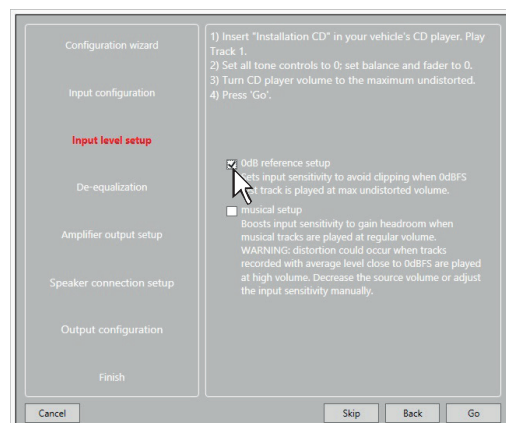 Configuration wizard
Input configuration
Input level setup
De-equalization
Amplifier output setup
Speaker connection setup
Output configuration
Finish
1) Insert "Installation CD" in your vehicle's CD player. Play
Track 1.
2) Set all tone controls to 0; set balance and fader to 0.
3) Turn CD player volume to the maximum undistorted.
4) Press 'Go'.
0dB reference setup
Sets input sensitivity to avoid clipping when 0dBFS
track is played at max undistorted volume.
musical setup
Boosts input sensitivity to gain headroom when
musical tracks are played at regular volume.
WARNING: distortion could occur when tracks
recorded with average level close to 0dBFS are played
at high volume. Decrease the source volume or adjust
the input sensitivity manually.
Cancel
Skip
Back
Go